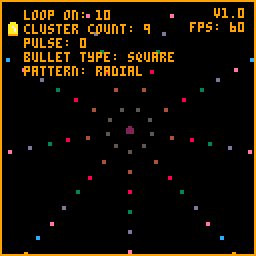 LOOP ON: 10
V1.0
CLUSTER COUNT: 9
FPS: 60
PULSE: 0
BULLET TYPE: SQUARE
PATTERN: RADIAL